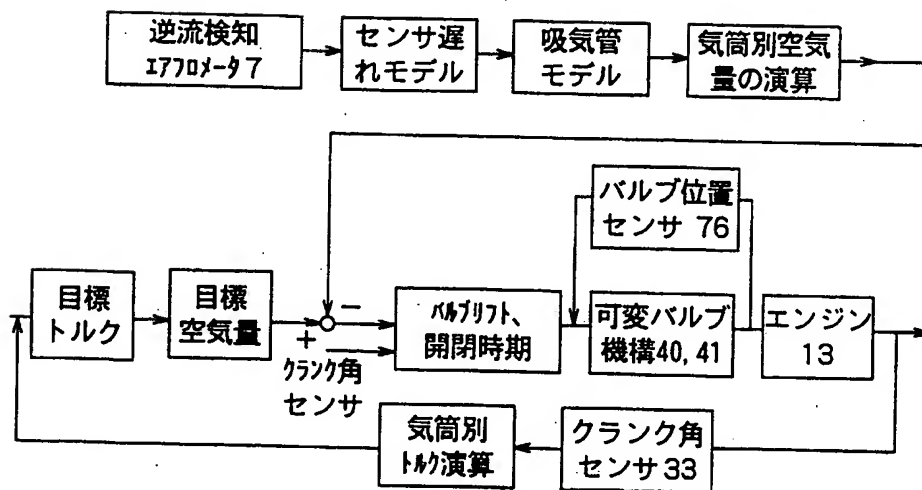 逆流検知
ｴｱﾌﾛﾒｰﾀ7
センサ遅
れモデル
吸気管
モデル
気筒別空気
量の演算
バルブ位置
センサ 76
目標
トルク
目標
空気量
−
+
クランク角
センサ
ﾊﾞﾙﾌﾞﾘﾌﾄ、
開閉時期
可変バルブ
機構40,41
エンジン
13
気筒別
ﾄﾙｸ演算
クランク角
センサ33